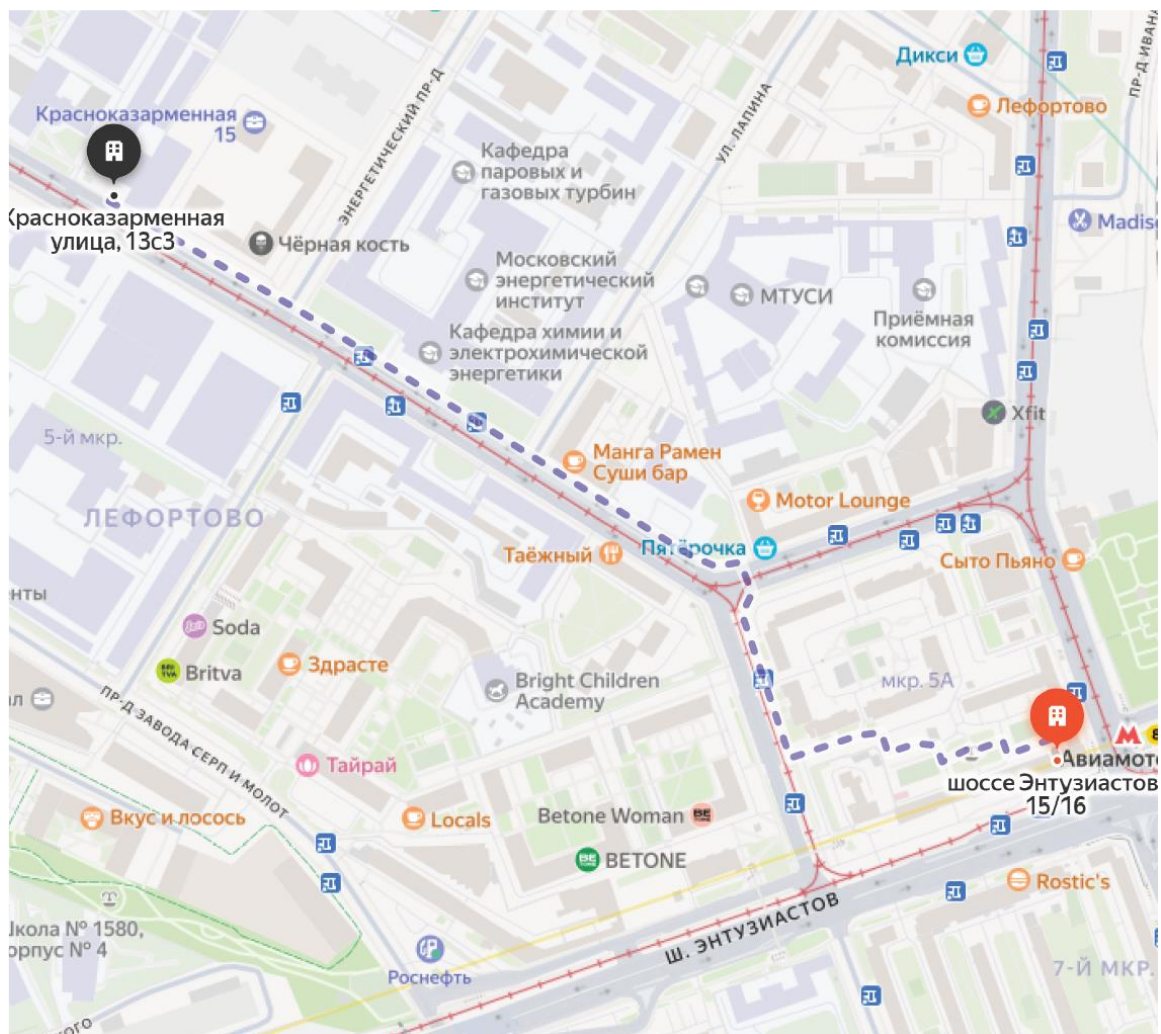 Дикси
Лефортово
ПР-Д ИВАНА
Красноказарменная
15
ЭНЕРГЕТИЧЕСКИЙ ПР-Д
Кафедра
паровых и
газовых турбин
УЛ. ЛАПИНА
Красноказарменная
улица, 13с3
Чёрная кость
Московский
энергетический
институт
МТУСИ
Приёмная
комиссия
Кафедра химии и
электрохимической
энергетики
Xfit
5-й мкр.
Манга Рамен
Суши бар
ЛЕФОРТОВО
Motor Lounge
Таёжный
Пятёрочка
Сыто Пьяно
Soda
Britva
Здрасте
Bright Children
Academy
мкр. 5А
ПР-Д ЗАВОДА СЕРП И МОЛОТ
Тайрай
М 8
Авиамото
шоссе Энтузиастов
15/16
Вкус и лосось
Locals
Betone Woman
BETONE
Rostic's
Школа № 1580,
корпус № 4
Роснефть
Ш. ЭНТУЗИАСТОВ
7-Й МКР.